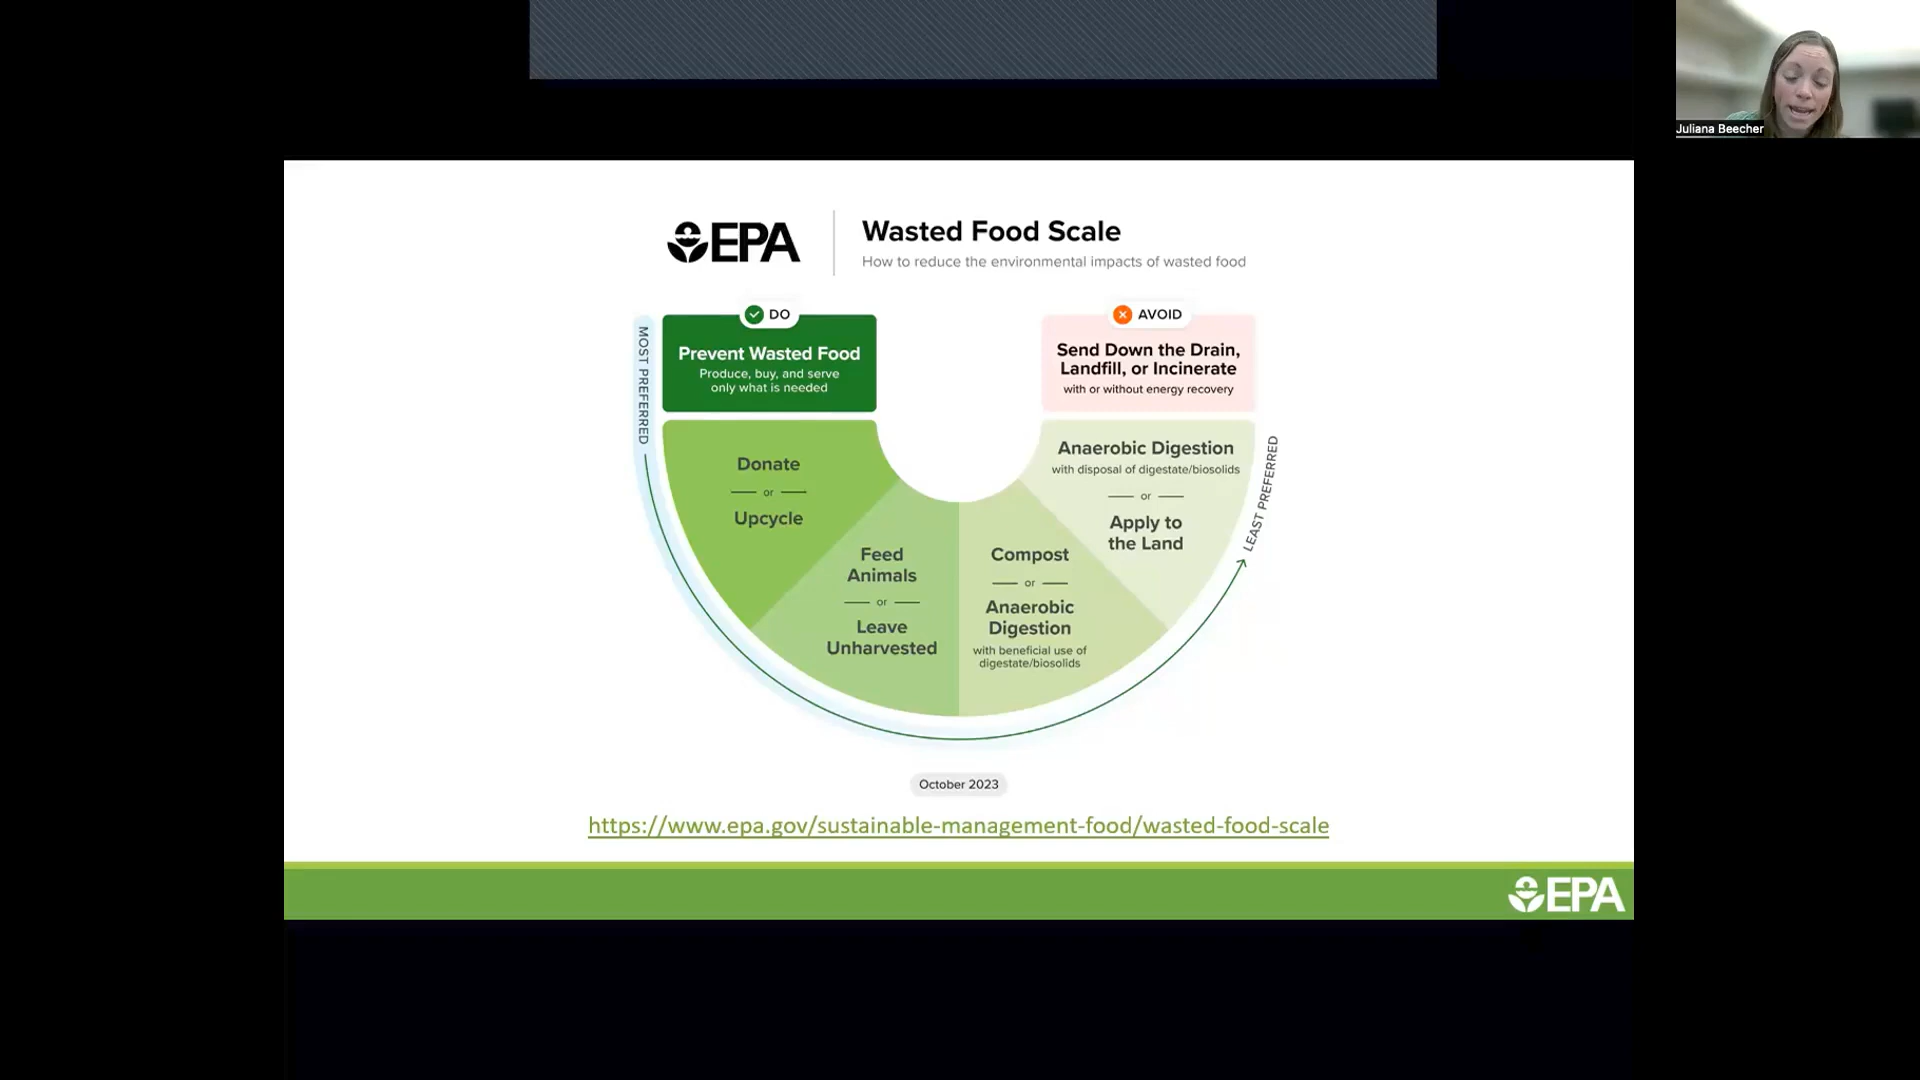 Juliana Beecher
EPA
Wasted Food Scale
How to reduce the environmental impacts of wasted food
MOST PREFERRED
DO
Prevent Wasted Food
Produce, buy, and serve
only what is needed
Donate
or
Upcycle
Feed
Animals
or
Leave
Unharvested
Compost
or
Anaerobic
Digestion
with beneficial use of
digestate/biosolids
Anaerobic Digestion
with disposal of digestate/biosolids
or
Apply to
the Land
AVOID
Send Down the Drain,
Landfill, or Incinerate
with or without energy recovery
LEAST PREFERRED
October 2023
https://www.epa.gov/sustainable-management-food/wasted-food-scale
EPA